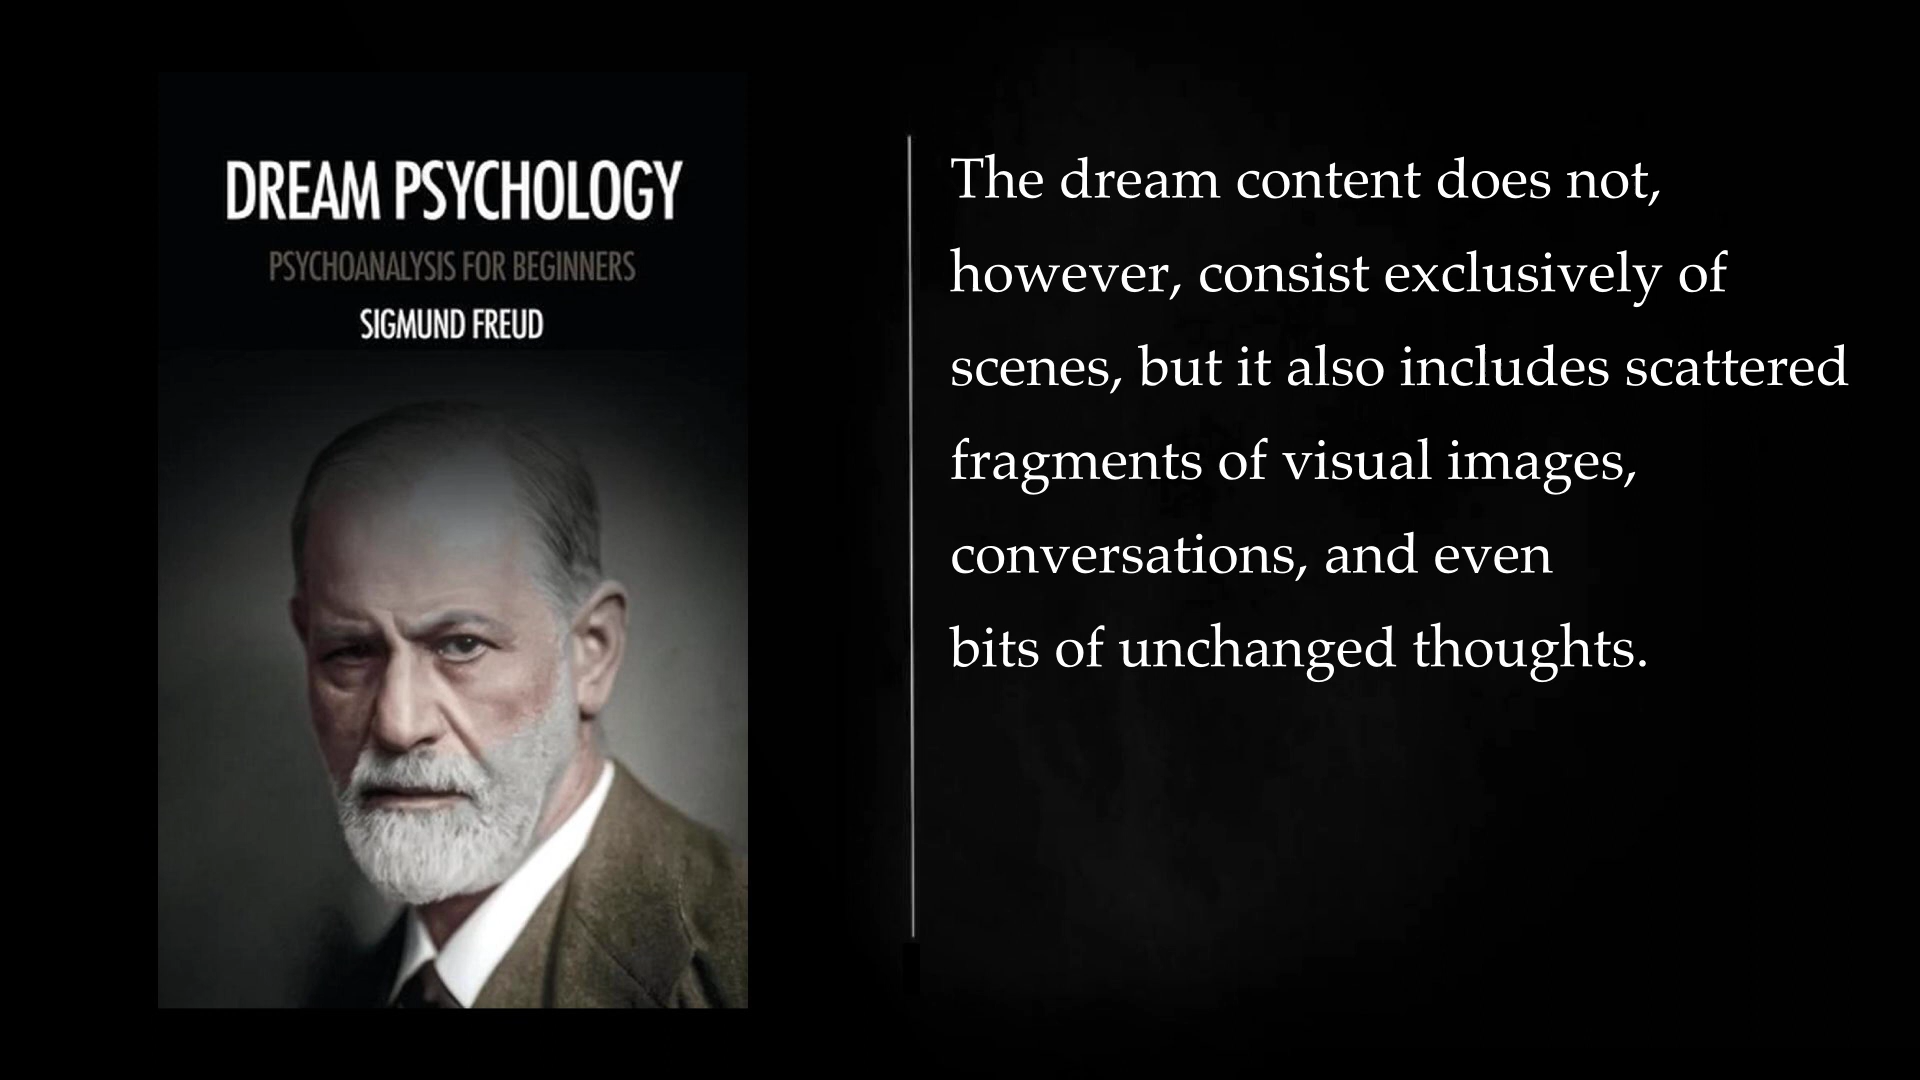 DREAM PSYCHOLOGY
PSYCHOANALYSIS FOR BEGINNERS
SIGMUND FREUD
The dream content does not,
however, consist exclusively of
scenes, but it also includes scattered
fragments of visual images,
conversations, and even
bits of unchanged thoughts.